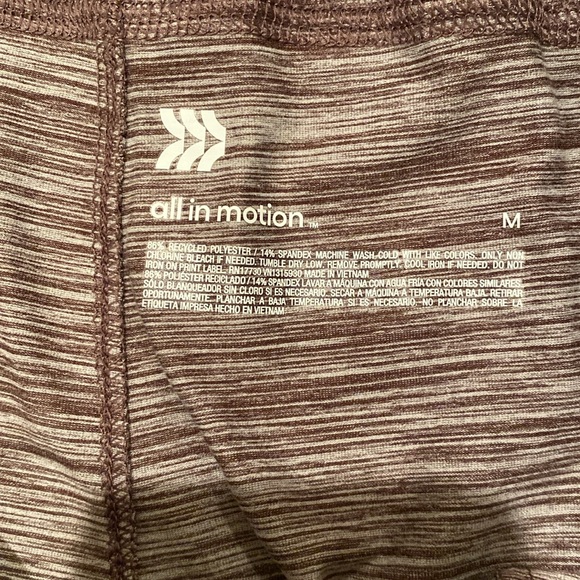 all in motion™
M
86% RECYCLED POLYESTER / 14% SPANDEX MACHINE WASH COLD WITH LIKE COLORS. ONLY NON
CHLORINE BLEACH IF NEEDED. TUMBLE DRY LOW. REMOVE PROMPTLY. COOL IRON IF NEEDED. DO NOT
IRON ON PRINT LABEL. RN17730 VN1315930 MADE IN VIETNAM
86% POLIESTER RECICLADO / 14% SPANDEX LAVAR A MÁQUINA CON AGUA FRÍA CON COLORES SIMILARES.
SÓLO BLANQUEADOR SIN CLORO SI ES NECESARIO. SECAR A MÁQUINA A TEMPERATURA BAJA. RETIRAR
OPORTUNAMENTE. PLANCHAR A BAJA TEMPERATURA SI ES NECESARIO. NO PLANCHAR SOBRE LA
ETIQUETA IMPRESA HECHO EN VIETNAM